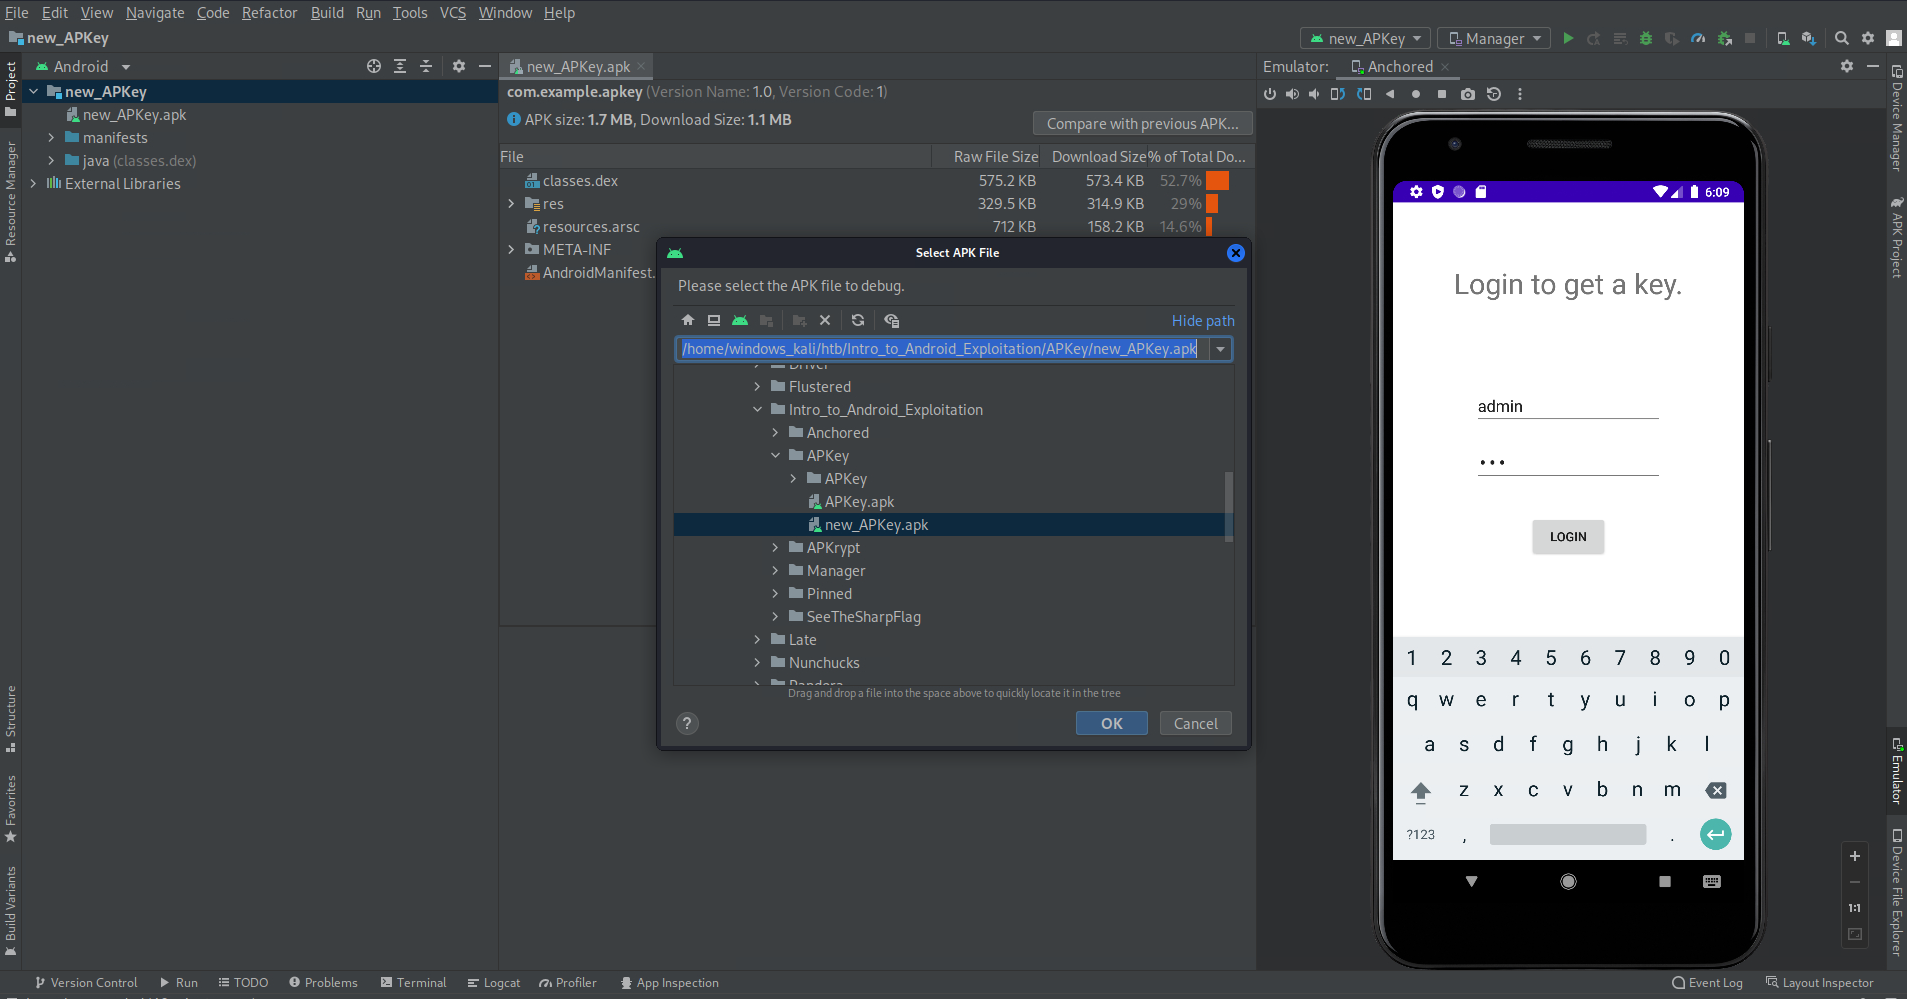 File Edit View Navigate Code Refactor Build Run Tools VCS Window Help
new_APKey
new_APKey Manager
Project
Resource Manager
Structure
Favorites
Build Variants
Android
new_APKey
new_APKey.apk
manifests
java (classes.dex)
External Libraries
new_APKey.apk
com.example.apkey (Version Name: 1.0, Version Code: 1)
APK size: 1.7 MB, Download Size: 1.1 MB
Compare with previous APK...
File Raw File Size Download Size % of Total Do...
classes.dex 575.2 KB 573.4 KB 52.7%
res 329.5 KB 314.9 KB 29%
resources.arsc 712 KB 158.2 KB 14.6%
META-INF
AndroidManifest.
Select APK File
Please select the APK file to debug.
Hide path
/home/windows_kali/htb/Intro_to_Android_Exploitation/APKey/new_APKey.apk
Driver
Flustered
Intro_to_Android_Exploitation
Anchored
APKey
APKey
APKey.apk
new_APKey.apk
APKrypt
Manager
Pinned
SeeTheSharpFlag
Late
Nunchucks
Pandora
Drag and drop a file into the space above to quickly locate it in the tree
? OK Cancel
Emulator: Anchored
6:09
Login to get a key.
admin
•••
LOGIN
1 2 3 4 5 6 7 8 9 0
q w e r t y u i o p
a s d f g h j k l
z x c v b n m
?123 , .
1:1
Device Manager
APK Project
Emulator
Device File Explorer
Version Control Run TODO Problems Terminal Logcat Profiler App Inspection Event Log Layout Inspector